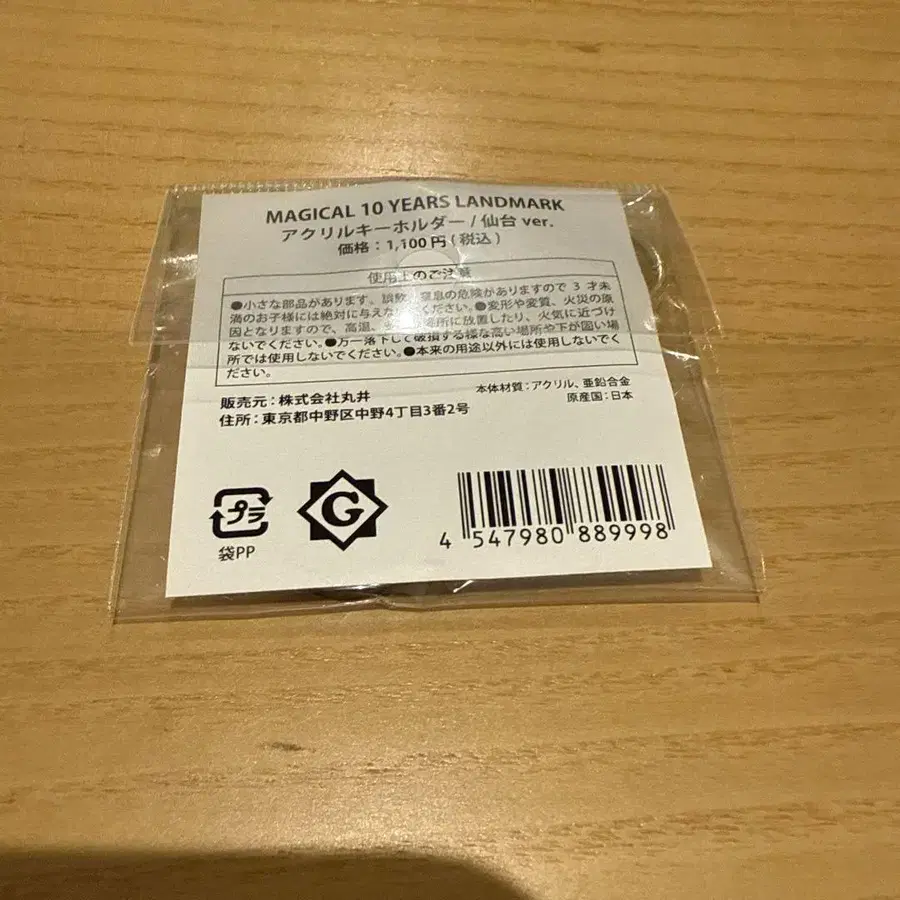 MAGICAL 10 YEARS LANDMARK
アクリルキーホルダー / 仙台 ver.
価格：1,100円（税込）
使用上のご注意
●小さな部品があります。誤飲 窒息の危険がありますので 3 才未
満のお子様には絶対に与えな ください。●変形や変質、火災の原
因となりますので、高温、 場所に放置したり、火気に近づけ
ないでください。●万一落下して破損する様な高い場所や下が固い場
所では使用しないでください。●本来の用途以外には使用しないでく
ださい。
販売元：株式会社丸井
住所：東京都中野区中野4丁目3番2号
本体材質：アクリル、亜鉛合金
原産国：日本
プラ
袋PP
G
4 547980 889998